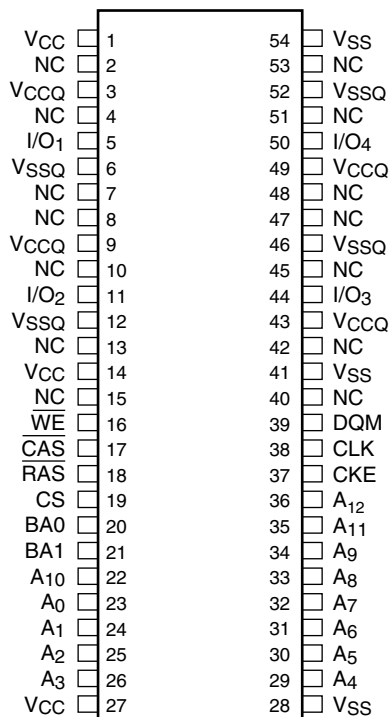 VCC 1 54 VSS
NC 2 53 NC
VCCQ 3 52 VSSQ
NC 4 51 NC
I/O1 5 50 I/O4
VSSQ 6 49 VCCQ
NC 7 48 NC
NC 8 47 NC
VCCQ 9 46 VSSQ
NC 10 45 NC
I/O2 11 44 I/O3
VSSQ 12 43 VCCQ
NC 13 42 NC
VCC 14 41 VSS
NC 15 40 NC
W̅E̅ 16 39 DQM
C̅A̅S̅ 17 38 CLK
R̅A̅S̅ 18 37 CKE
CS 19 36 A12
BA0 20 35 A11
BA1 21 34 A9
A10 22 33 A8
A0 23 32 A7
A1 24 31 A6
A2 25 30 A5
A3 26 29 A4
VCC 27 28 VSS